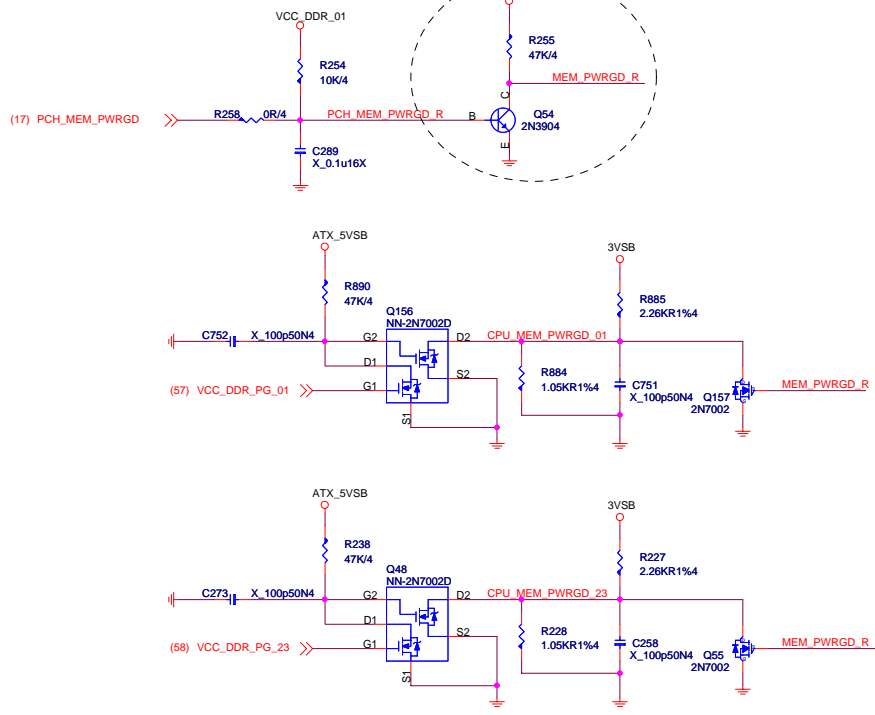 VCC_DDR_01
R254
10K/4
R255
47K/4
MEM_PWRGD_R
C
(17) PCH_MEM_PWRGD
R258
0R/4
PCH_MEM_PWRGD_R
B
Q54
2N3904
E
C289
X_0.1u16X
ATX_5VSB
R890
47K/4
3VSB
R885
2.26KR1%4
Q156
NN-2N7002D
C752
X_100p50N4
G2
D2
CPU_MEM_PWRGD_01
D1
S2
R884
1.05KR1%4
C751
X_100p50N4
(57) VCC_DDR_PG_01
G1
S1
Q157
2N7002
MEM_PWRGD_R
ATX_5VSB
R238
47K/4
3VSB
R227
2.26KR1%4
Q48
NN-2N7002D
C273
X_100p50N4
G2
D2
CPU_MEM_PWRGD_23
D1
S2
R228
1.05KR1%4
C258
X_100p50N4
(58) VCC_DDR_PG_23
G1
S1
Q55
2N7002
MEM_PWRGD_R